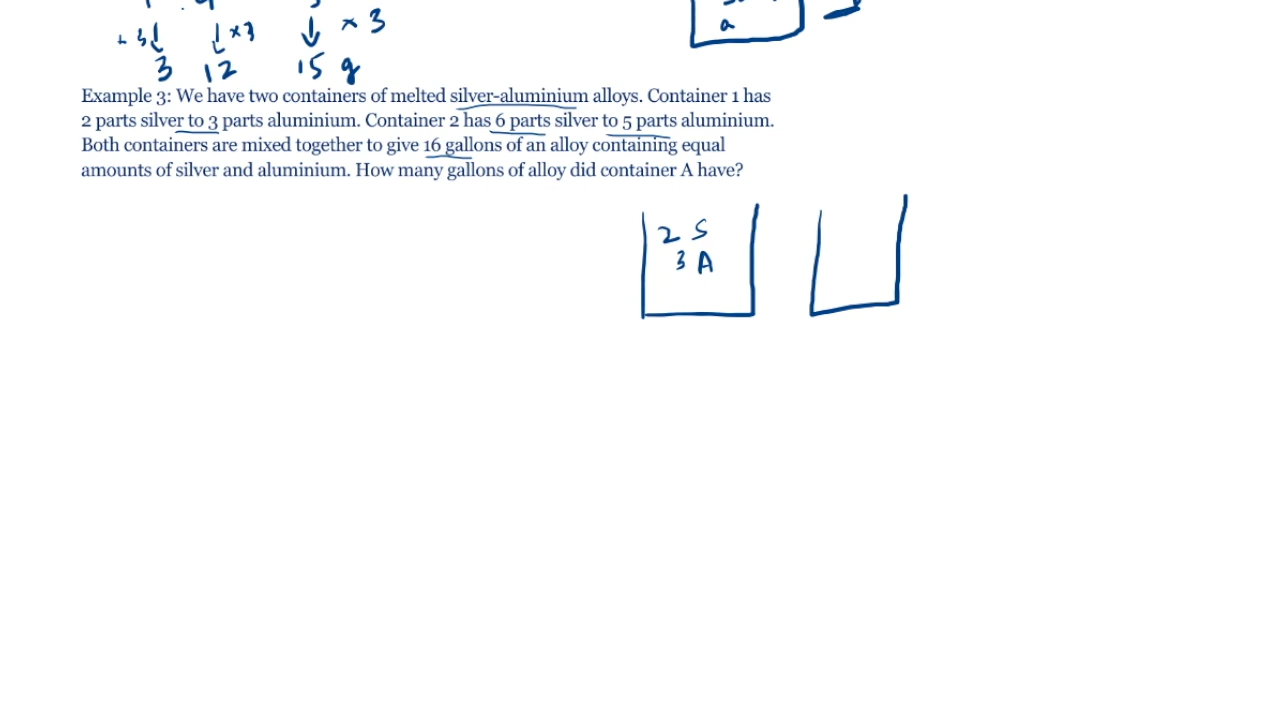 a
× 3
× 3
3 12 15 g
Example 3: We have two containers of melted silver-aluminium alloys. Container 1 has
2 parts silver to 3 parts aluminium. Container 2 has 6 parts silver to 5 parts aluminium.
Both containers are mixed together to give 16 gallons of an alloy containing equal
amounts of silver and aluminium. How many gallons of alloy did container A have?
2 S
3 A